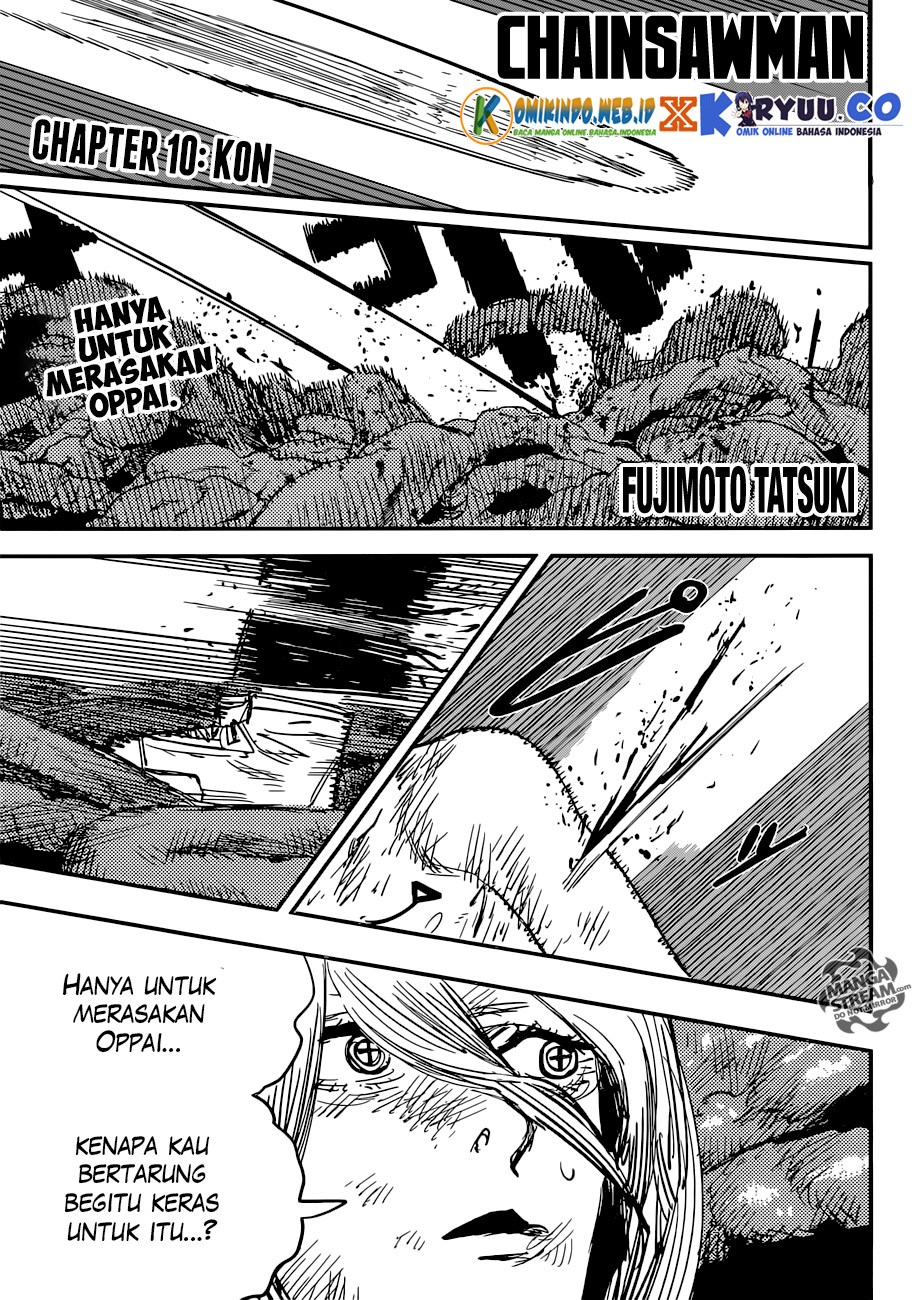 CHAINSAWMAN
KOMIKINDO.WEB.ID X KIRYUU.CO
BACA MANGA ONLINE BAHASA INDONESIA
OMIK ONLINE BAHASA INDONESIA
CHAPTER 10: KON
HANYA
UNTUK
MERASAKAN
OPPAI.
FUJIMOTO TATSUKI
HANYA UNTUK
MERASAKAN
OPPAI...
MANGA
STREAM.com
DO NOT MIRROR!
KENAPA KAU
BERTARUNG
BEGITU KERAS
UNTUK ITU...?